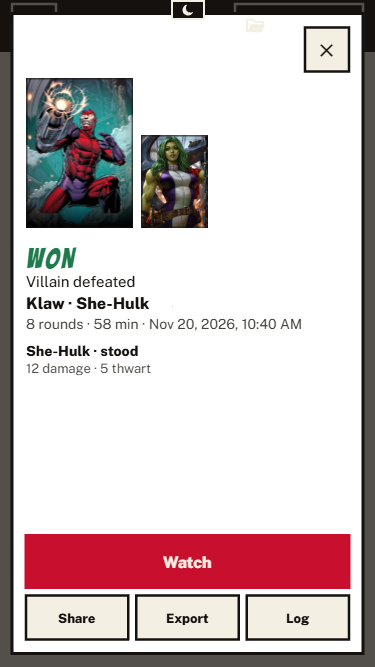 WON
Villain defeated
Klaw · She-Hulk
8 rounds · 58 min · Nov 20, 2026, 10:40 AM
She-Hulk · stood
12 damage · 5 thwart
Watch
Share
Export
Log